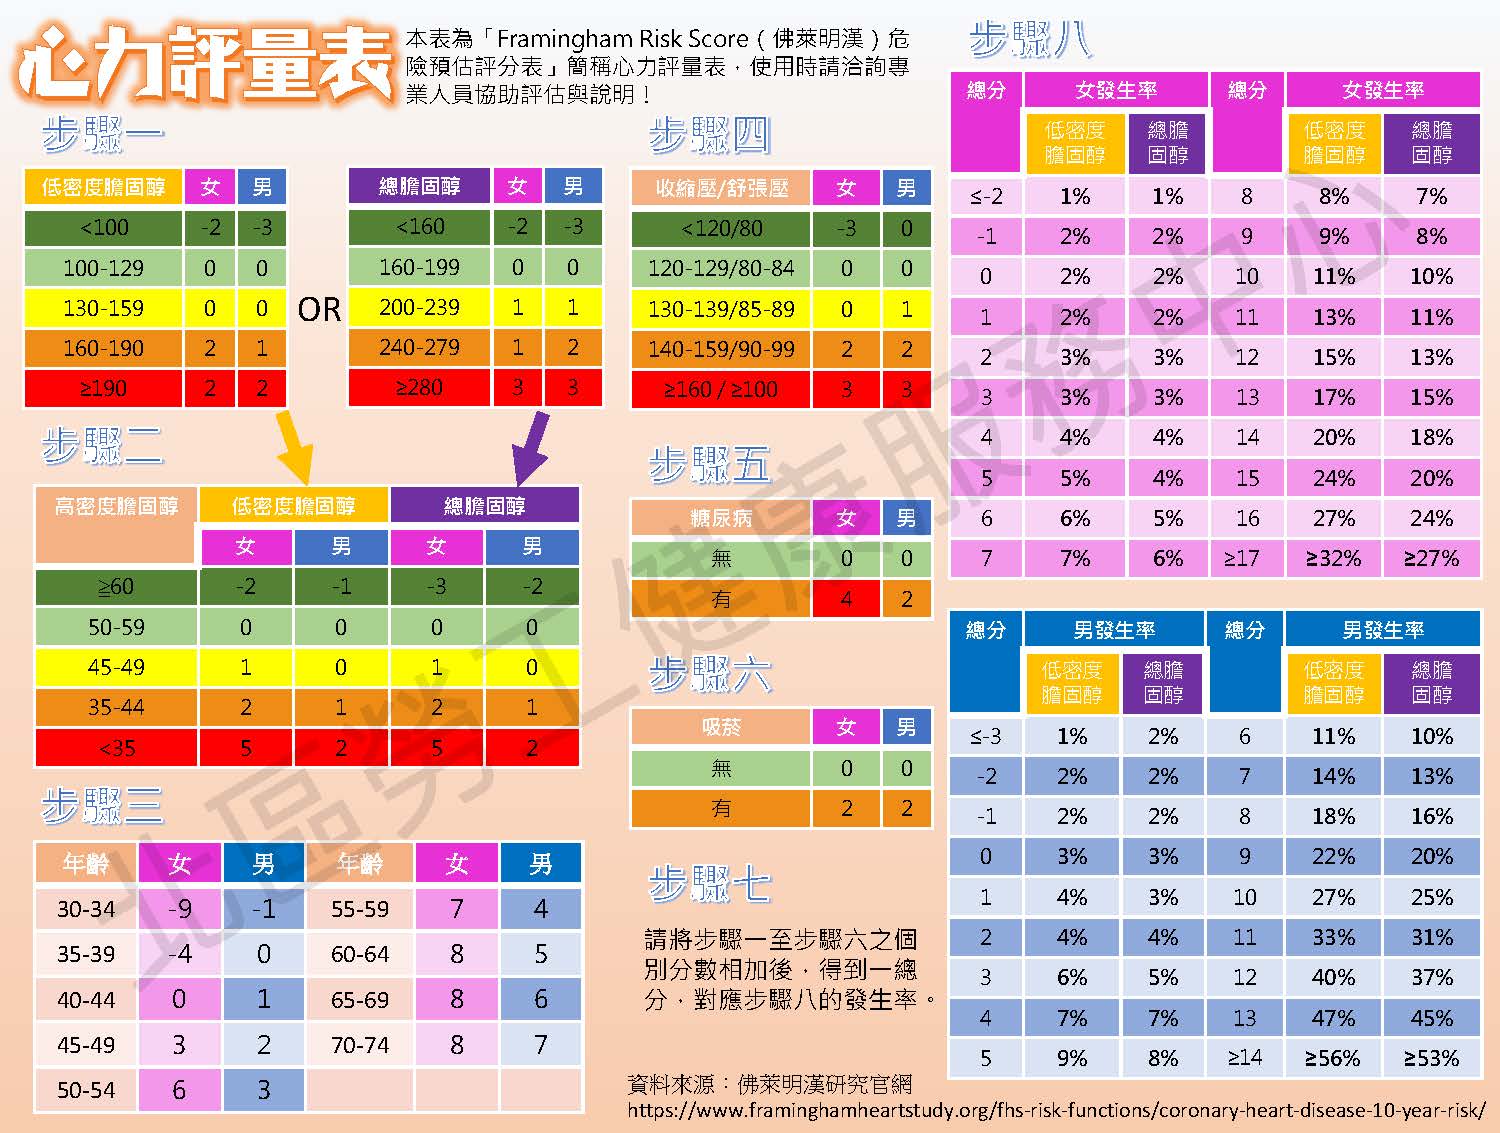 心力評量表
本表為「Framingham Risk Score（佛萊明漢）危
險預估評分表」簡稱心力評量表，使用時請洽詢專
業人員協助評估與說明！
步驟一
低密度膽固醇 女 男
<100 -2 -3
100-129 0 0
130-159 0 0
160-190 2 1
≥190 2 2
OR
總膽固醇 女 男
<160 -2 -3
160-199 0 0
200-239 1 1
240-279 1 2
≥280 3 3
步驟二
高密度膽固醇 低密度膽固醇 總膽固醇
女 男 女 男
≧60 -2 -1 -3 -2
50-59 0 0 0 0
45-49 1 0 1 0
35-44 2 1 2 1
<35 5 2 5 2
步驟三
年齡 女 男 年齡 女 男
30-34 -9 -1 55-59 7 4
35-39 -4 0 60-64 8 5
40-44 0 1 65-69 8 6
45-49 3 2 70-74 8 7
50-54 6 3
步驟四
收縮壓/舒張壓 女 男
<120/80 -3 0
120-129/80-84 0 0
130-139/85-89 0 1
140-159/90-99 2 2
≥160 / ≥100 3 3
步驟五
糖尿病 女 男
無 0 0
有 4 2
步驟六
吸菸 女 男
無 0 0
有 2 2
步驟七
請將步驟一至步驟六之個
別分數相加後，得到一總
分，對應步驟八的發生率。
步驟八
總分 女發生率 總分 女發生率
低密度 總膽 低密度 總膽
膽固醇 固醇 膽固醇 固醇
≤-2 1% 1% 8 8% 7%
-1 2% 2% 9 9% 8%
0 2% 2% 10 11% 10%
1 2% 2% 11 13% 11%
2 3% 3% 12 15% 13%
3 3% 3% 13 17% 15%
4 4% 4% 14 20% 18%
5 5% 4% 15 24% 20%
6 6% 5% 16 27% 24%
7 7% 6% ≥17 ≥32% ≥27%
總分 男發生率 總分 男發生率
低密度 總膽 低密度 總膽
膽固醇 固醇 膽固醇 固醇
≤-3 1% 2% 6 11% 10%
-2 2% 2% 7 14% 13%
-1 2% 2% 8 18% 16%
0 3% 3% 9 22% 20%
1 4% 3% 10 27% 25%
2 4% 4% 11 33% 31%
3 6% 5% 12 40% 37%
4 7% 7% 13 47% 45%
5 9% 8% ≥14 ≥56% ≥53%
資料來源：佛萊明漢研究官網
https://www.framinghamheartstudy.org/fhs-risk-functions/coronary-heart-disease-10-year-risk/
北區勞工健康服務中心